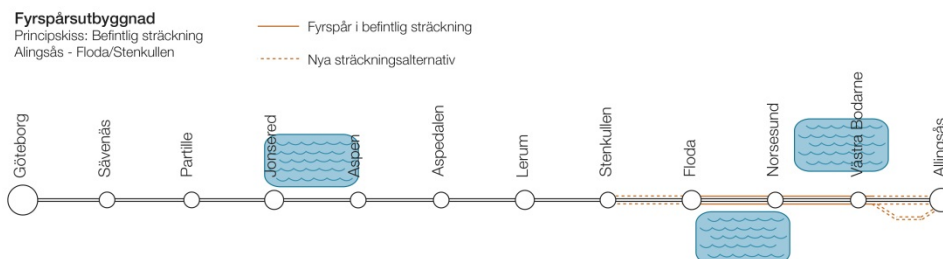 Fyrspårsutbyggnad
Principskiss: Befintlig sträckning
Alingsås - Floda/Stenkullen
Fyrspår i befintlig sträckning
Nya sträckningsalternativ
Göteborg
Sävenäs
Partille
Jonsered
Aspen
Aspedalen
Lerum
Stenkullen
Floda
Norsesund
Västra Bodarne
Allingsås